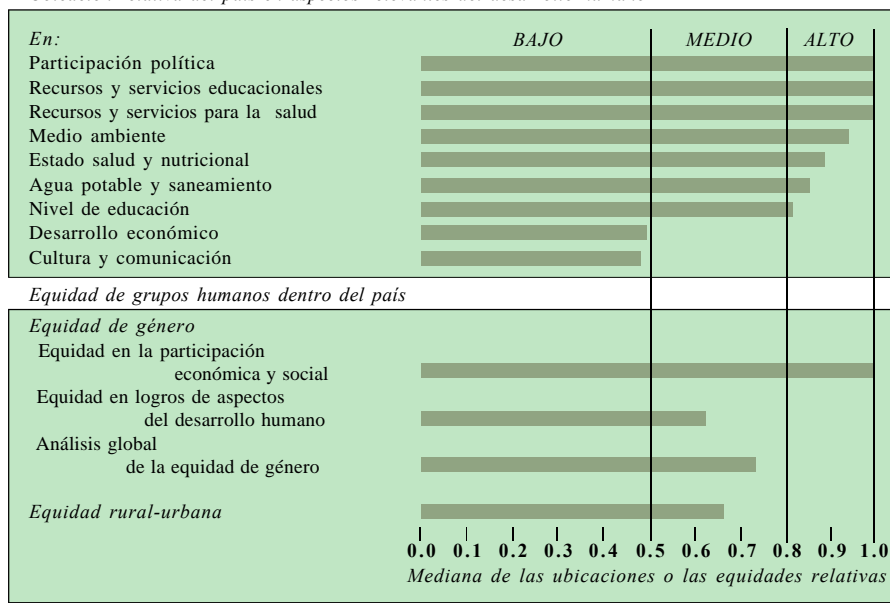 En: BAJO MEDIO ALTO
Participación política
Recursos y servicios educacionales
Recursos y servicios para la salud
Medio ambiente
Estado salud y nutricional
Agua potable y saneamiento
Nivel de educación
Desarrollo económico
Cultura y comunicación
Equidad de grupos humanos dentro del país
Equidad de género
Equidad en la participación
económica y social
Equidad en logros de aspectos
del desarrollo humano
Análisis global
de la equidad de género
Equidad rural-urbana
0.0 0.1 0.2 0.3 0.4 0.5 0.6 0.7 0.8 0.9 1.0
Mediana de las ubicaciones o las equidades relativas